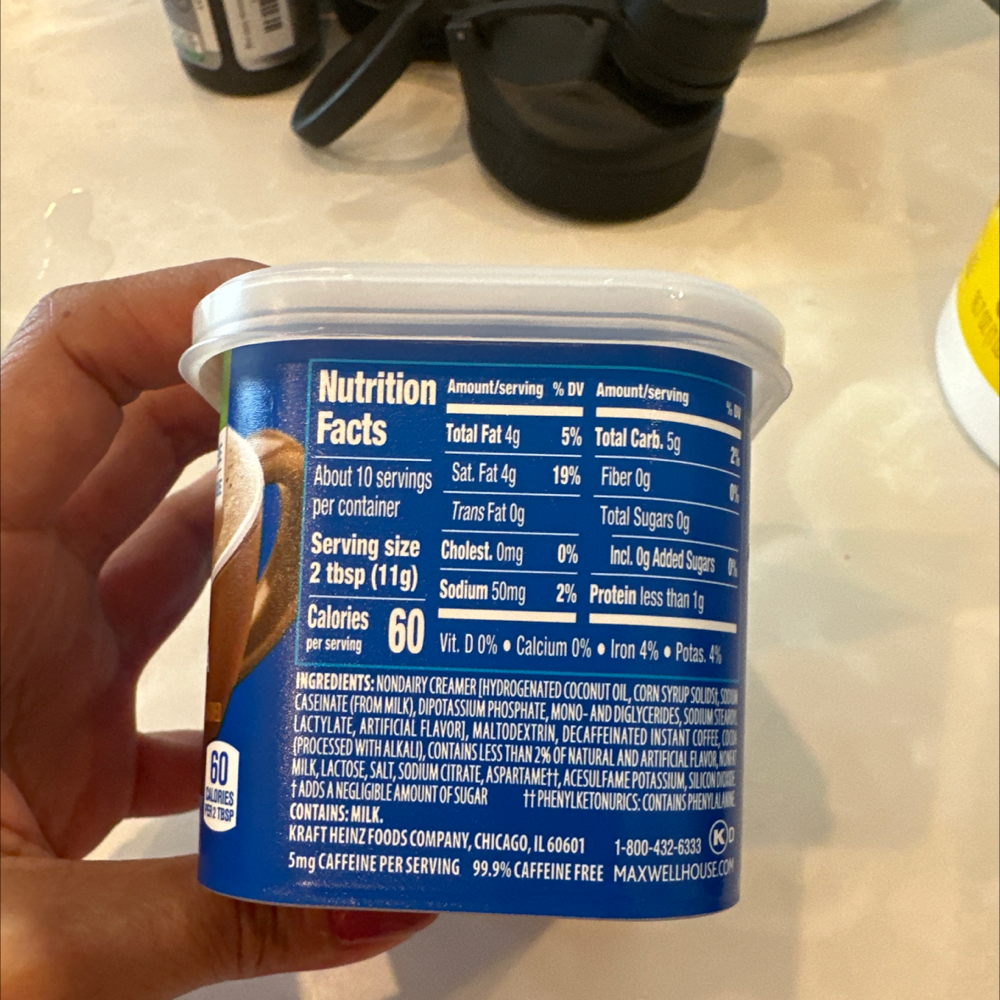 Nutrition
Facts
About 10 servings
per container
Serving size
2 tbsp (11g)
Calories
per serving
60
Amount/serving % DV
Total Fat 4g 5%
Sat. Fat 4g 19%
Trans Fat 0g
Cholest. 0mg 0%
Sodium 50mg 2%
Amount/serving % DV
Total Carb. 5g 2%
Fiber 0g 0%
Total Sugars 0g
Incl. 0g Added Sugars 0%
Protein less than 1g
Vit. D 0% • Calcium 0% • Iron 4% • Potas. 4%
INGREDIENTS: NONDAIRY CREAMER [HYDROGENATED COCONUT OIL, CORN SYRUP SOLIDS†, SODIUM
CASEINATE (FROM MILK), DIPOTASSIUM PHOSPHATE, MONO- AND DIGLYCERIDES, SODIUM STEAROYL
LACTYLATE, ARTIFICIAL FLAVOR], MALTODEXTRIN, DECAFFEINATED INSTANT COFFEE, COCOA
(PROCESSED WITH ALKALI), CONTAINS LESS THAN 2% OF NATURAL AND ARTIFICIAL FLAVOR, NONFAT
MILK, LACTOSE, SALT, SODIUM CITRATE, ASPARTAME††, ACESULFAME POTASSIUM, SILICON DIOXIDE.
† ADDS A NEGLIGIBLE AMOUNT OF SUGAR †† PHENYLKETONURICS: CONTAINS PHENYLALANINE
CONTAINS: MILK.
KRAFT HEINZ FOODS COMPANY, CHICAGO, IL 60601 1-800-432-6333 K D
5mg CAFFEINE PER SERVING 99.9% CAFFEINE FREE MAXWELLHOUSE.COM
60
CALORIES
PER 2 TBSP